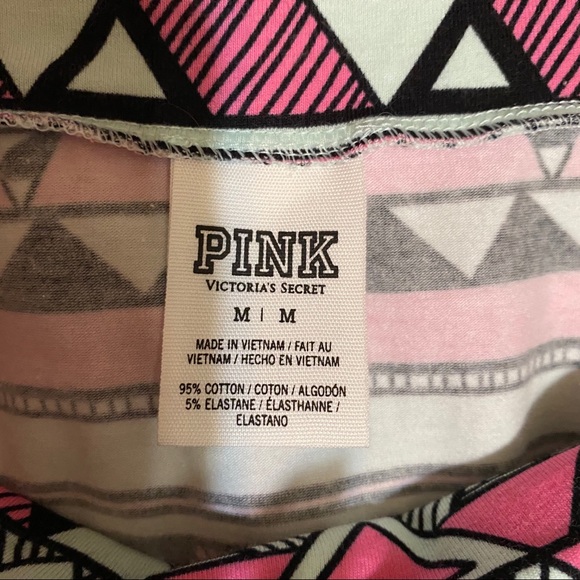 PINK
VICTORIA'S SECRET
M | M
MADE IN VIETNAM / FAIT AU
VIETNAM / HECHO EN VIETNAM
95% COTTON / COTON / ALGODÓN
5% ELASTANE / ÉLASTHANNE /
ELASTANO